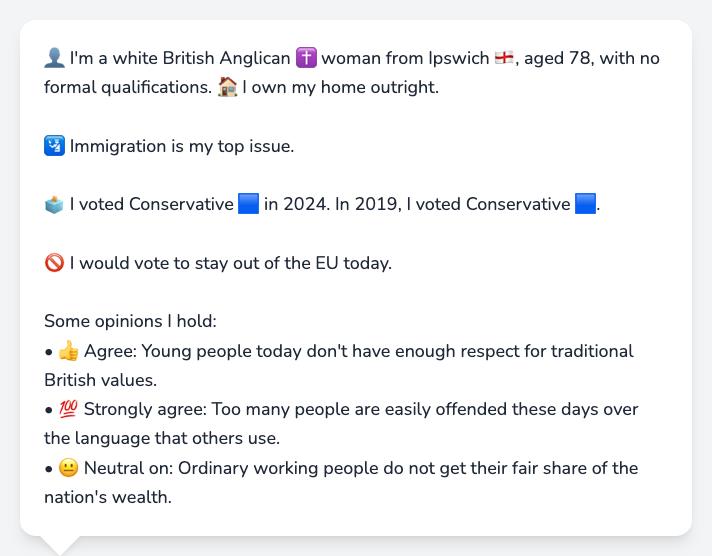 👤 I'm a white British Anglican ✝️ woman from Ipswich 🏴󠁧󠁢󠁥󠁮󠁧󠁿, aged 78, with no
formal qualifications. 🏠 I own my home outright.
🛂 Immigration is my top issue.
🗳️ I voted Conservative 🟦 in 2024. In 2019, I voted Conservative 🟦.
🚫 I would vote to stay out of the EU today.
Some opinions I hold:
• 👍 Agree: Young people today don't have enough respect for traditional
British values.
• 💯 Strongly agree: Too many people are easily offended these days over
the language that others use.
• 😐 Neutral on: Ordinary working people do not get their fair share of the
nation's wealth.